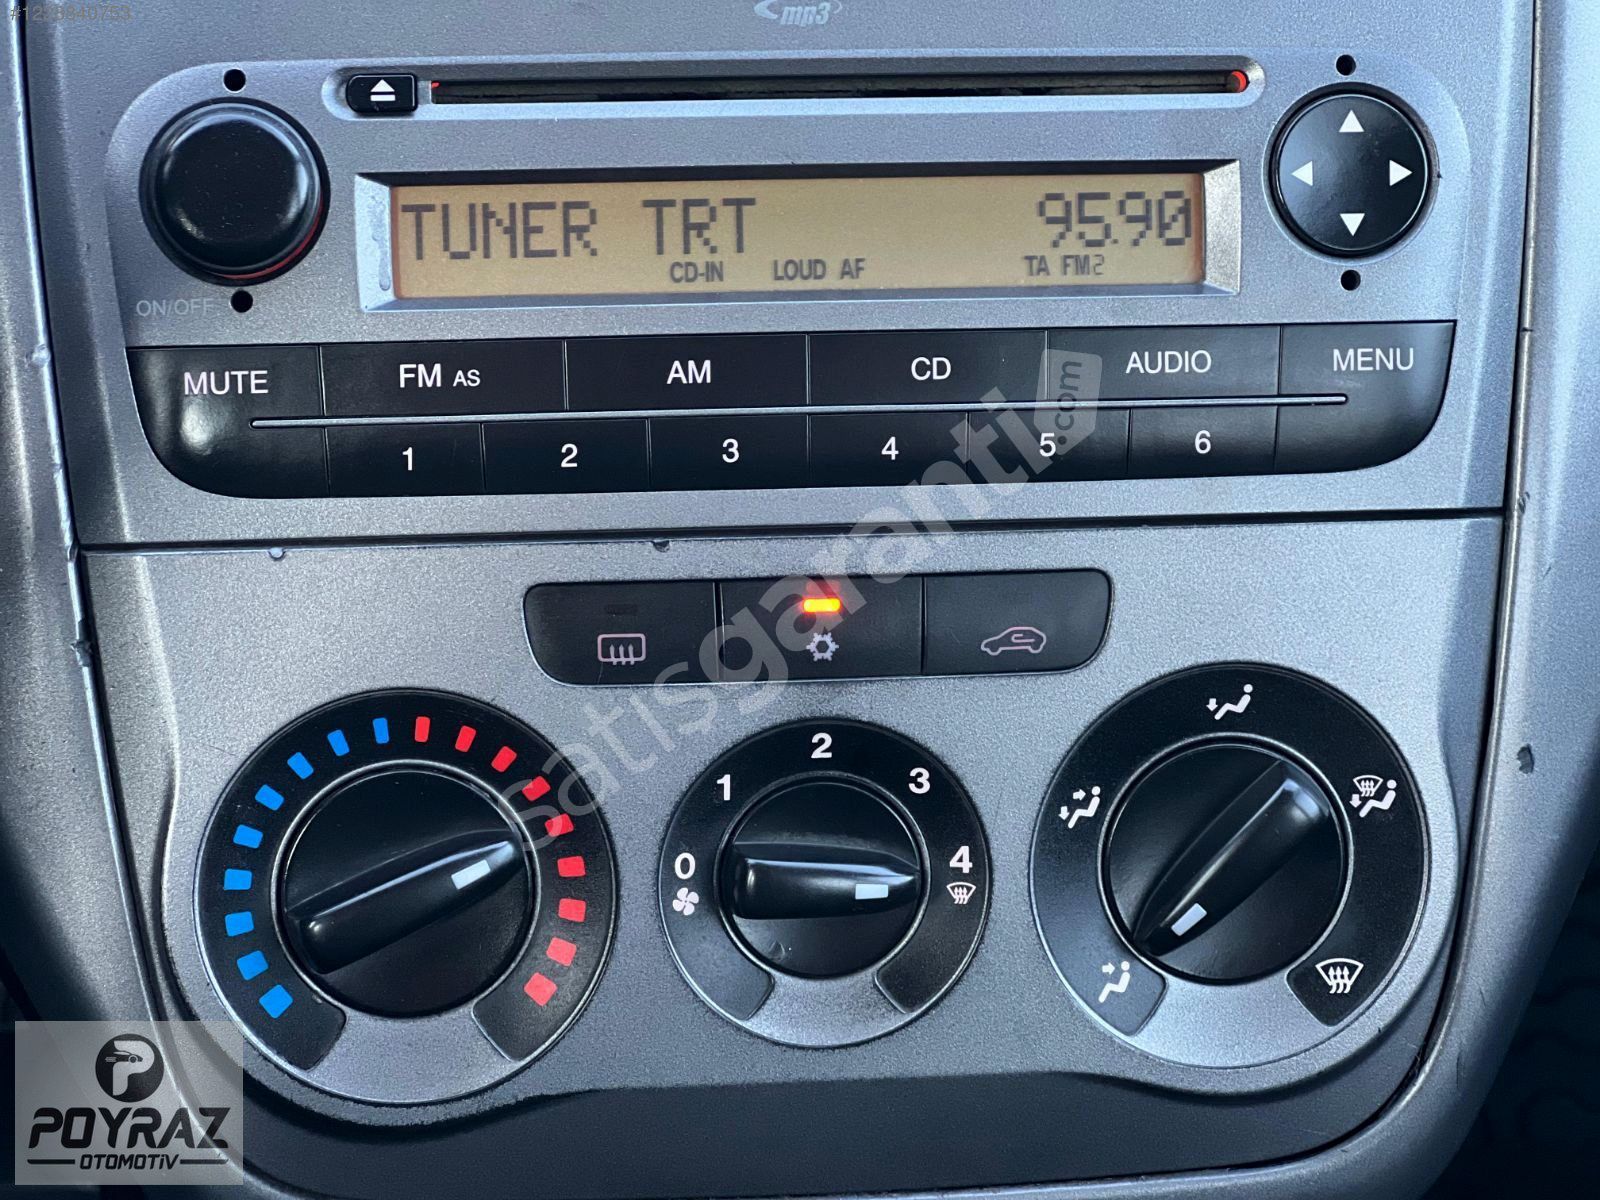 mp3
TUNER TRT 95.90
CD-IN LOUD AF TA FM2
ON/OFF
MUTE FM AS AM CD AUDIO MENU
1 2 3 4 5 6
satışgaranti.com
1 2 3
0 4
P
POYRAZ
OTOMOTİV